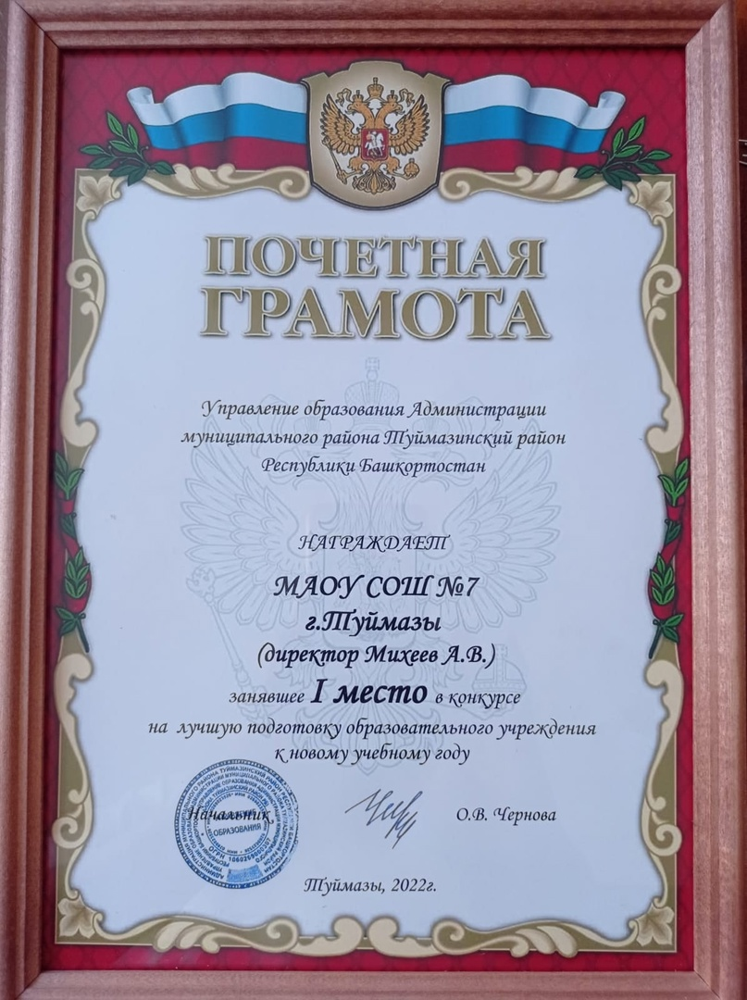 ПОЧЕТНАЯ
ГРАМОТА
Управление образования Администрации
муниципального района Туймазинский район
Республики Башкортостан
НАГРАЖДАЕТ
МАОУ СОШ №7
г.Туймазы
(директор Михеев А.В.)
занявшее I место в конкурсе
на лучшую подготовку образовательного учреждения
к новому учебному году
Начальник
ОБРАЗОВАНИЯ
О.В. Чернова
Туймазы, 2022г.